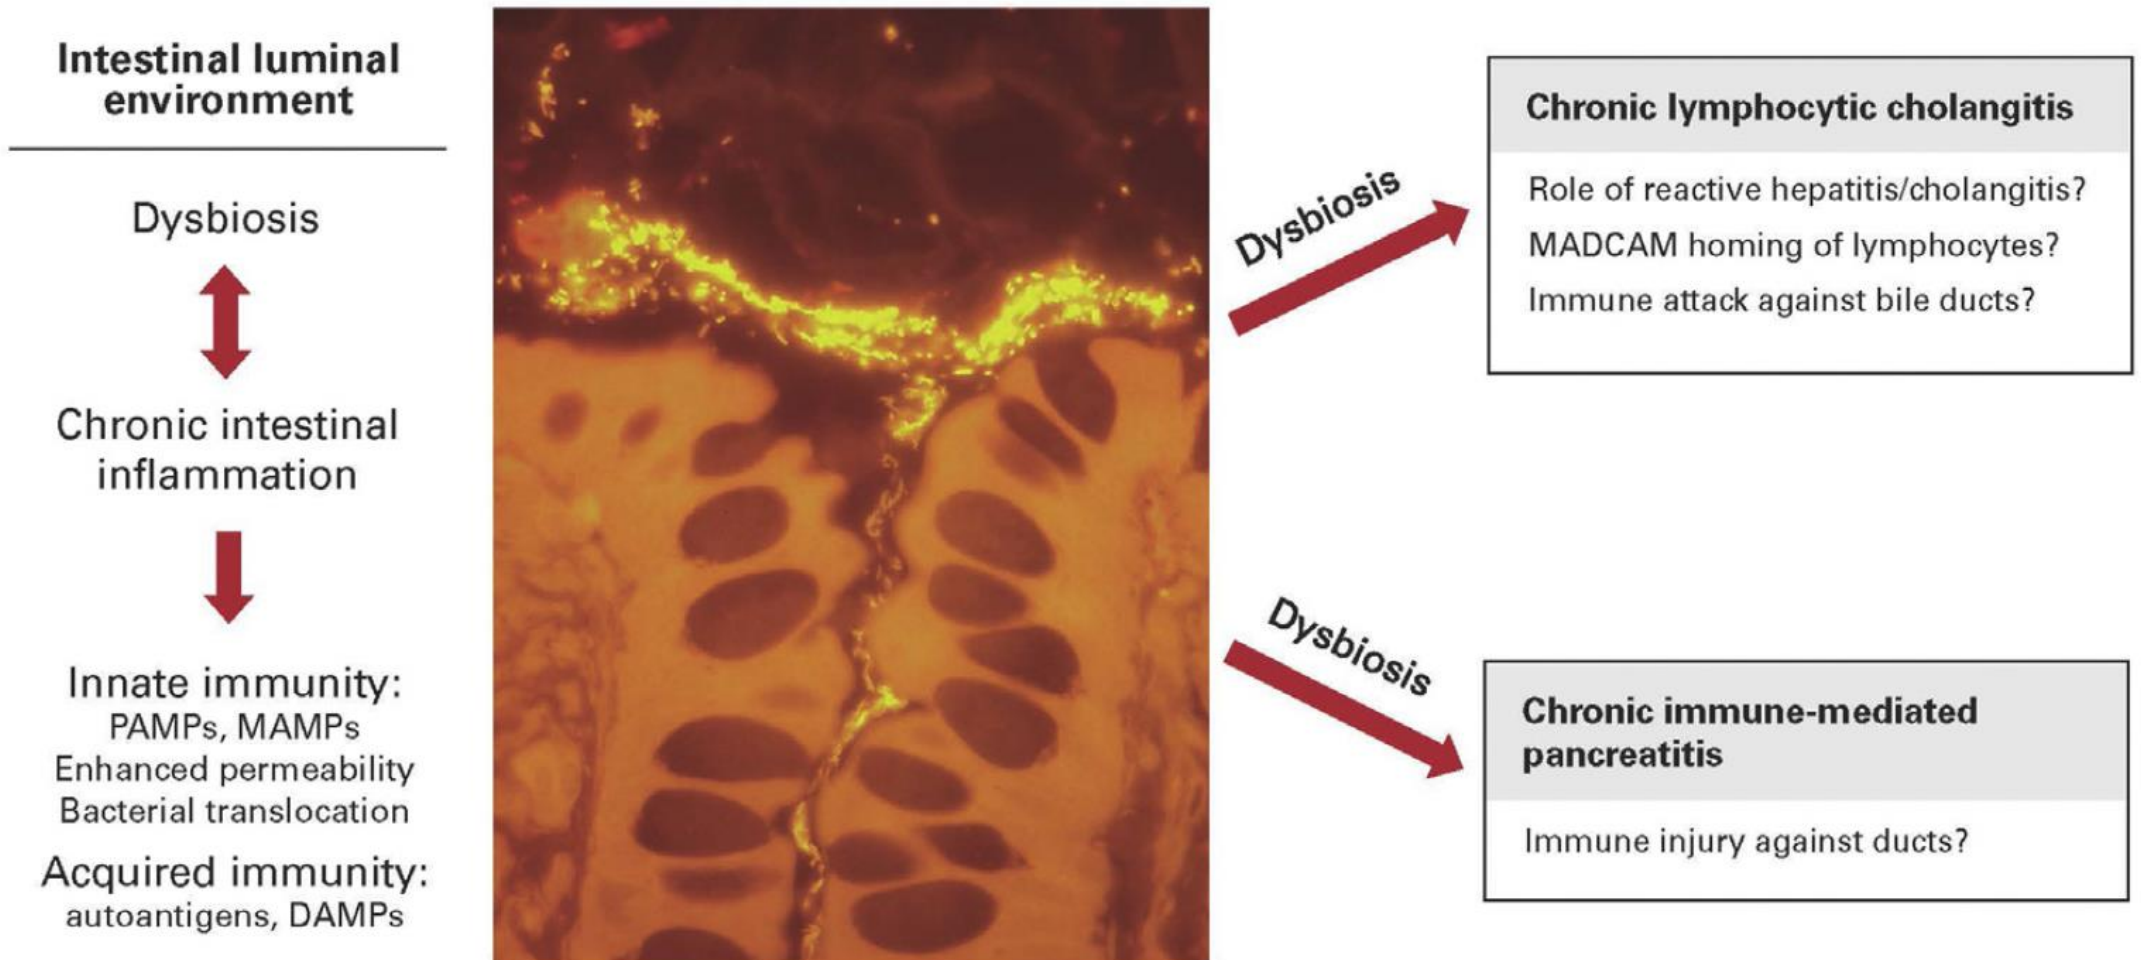 Intestinal luminal
environment
Dysbiosis
Chronic intestinal
inflammation
Innate immunity:
PAMPs, MAMPs
Enhanced permeability
Bacterial translocation
Acquired immunity:
autoantigens, DAMPs
Dysbiosis
Chronic lymphocytic cholangitis
Role of reactive hepatitis/cholangitis?
MADCAM homing of lymphocytes?
Immune attack against bile ducts?
Dysbiosis
Chronic immune-mediated
pancreatitis
Immune injury against ducts?